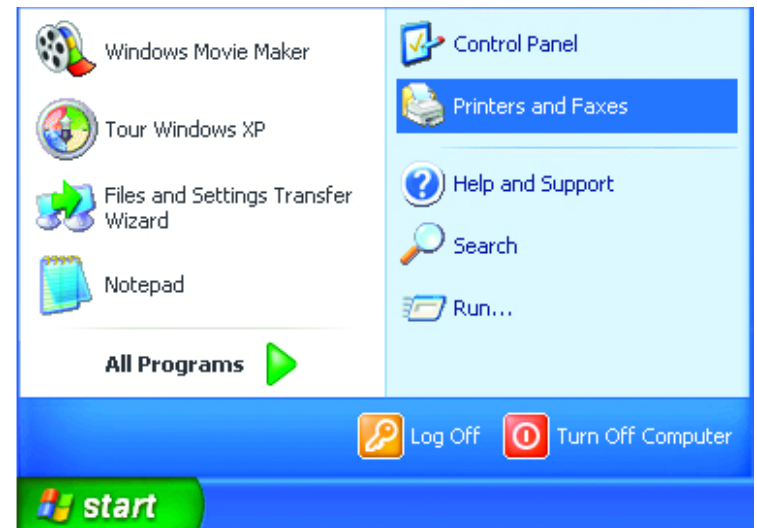 Windows Movie Maker
Tour Windows XP
Files and Settings Transfer
Wizard
Notepad
All Programs
Control Panel
Printers and Faxes
Help and Support
Search
Run...
Log Off
Turn Off Computer
start